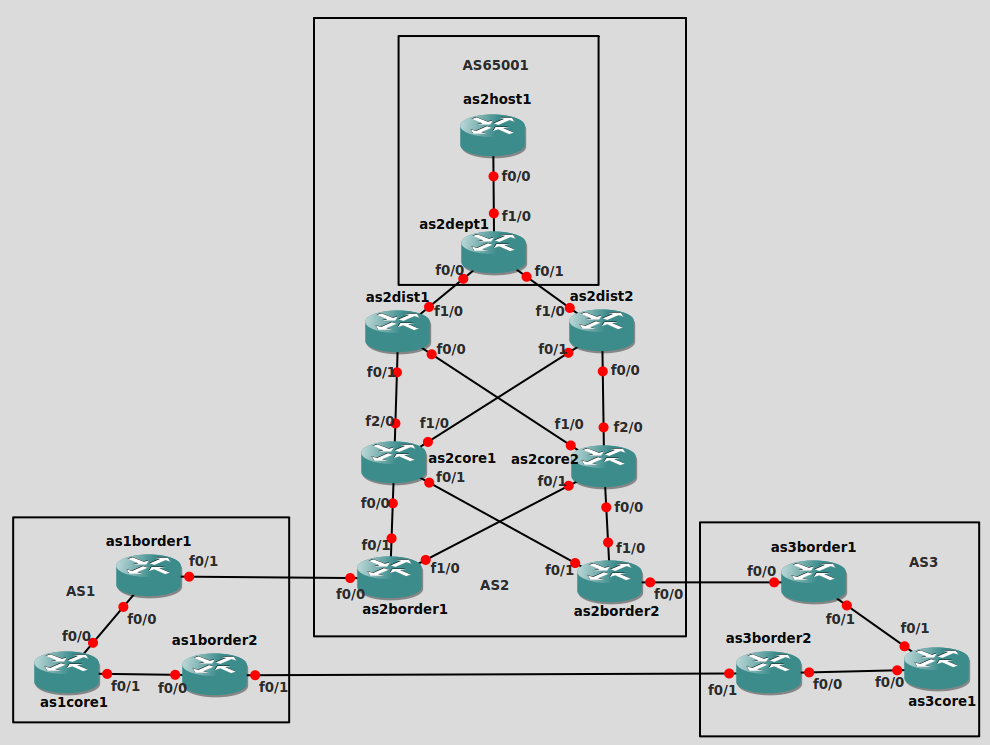 AS65001
as2host1
f0/0
f1/0
as2dept1
f0/0
f0/1
as2dist1
as2dist2
f1/0
f1/0
f0/0
f0/1
f0/1
f0/0
f2/0
f1/0
f1/0
f2/0
as2core1
as2core2
f0/1
f0/1
f0/0
f0/0
f0/1
f1/0
f1/0
f0/1
f0/0
as2border1
AS2
as2border2
f0/0
as1border1
f0/1
AS1
f0/0
f0/0
as1border2
f0/1
f0/0
f0/1
as1core1
as3border1
AS3
f0/0
f0/1
f0/1
as3border2
f0/1
f0/0
f0/0
as3core1